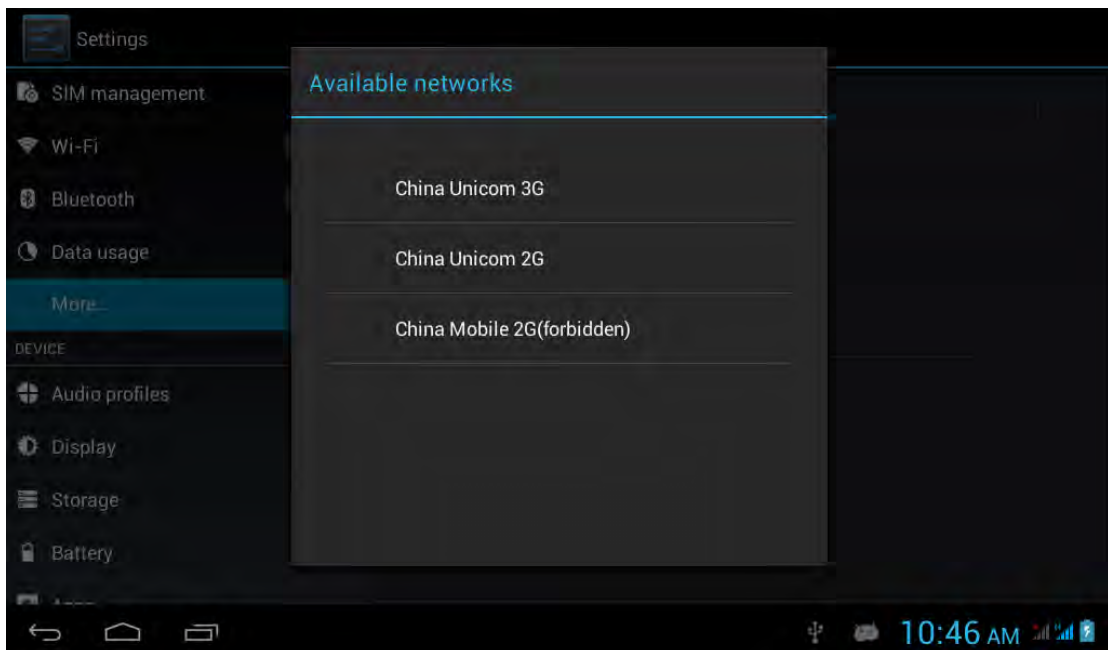 Settings
SIM management
Wi-Fi
Bluetooth
Data usage
More...
DEVICE
Audio profiles
Display
Storage
Battery
Available networks
China Unicom 3G
China Unicom 2G
China Mobile 2G(forbidden)
10:46 AM